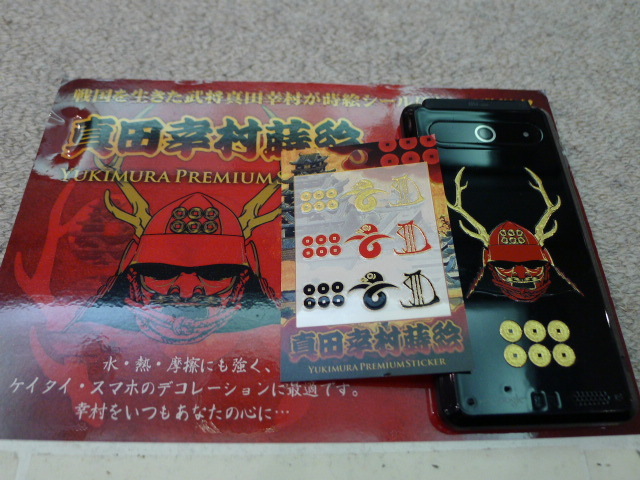 戦国を生きた武将真田幸村が蒔絵シール
真田幸村蒔絵
YUKIMURA PREMIUM
真田幸村蒔絵
YUKIMURA PREMIUM STICKER
水・熱・摩擦にも強く、
ケイタイ・スマホのデコレーションに最適です。
幸村をいつもあなたの心に…